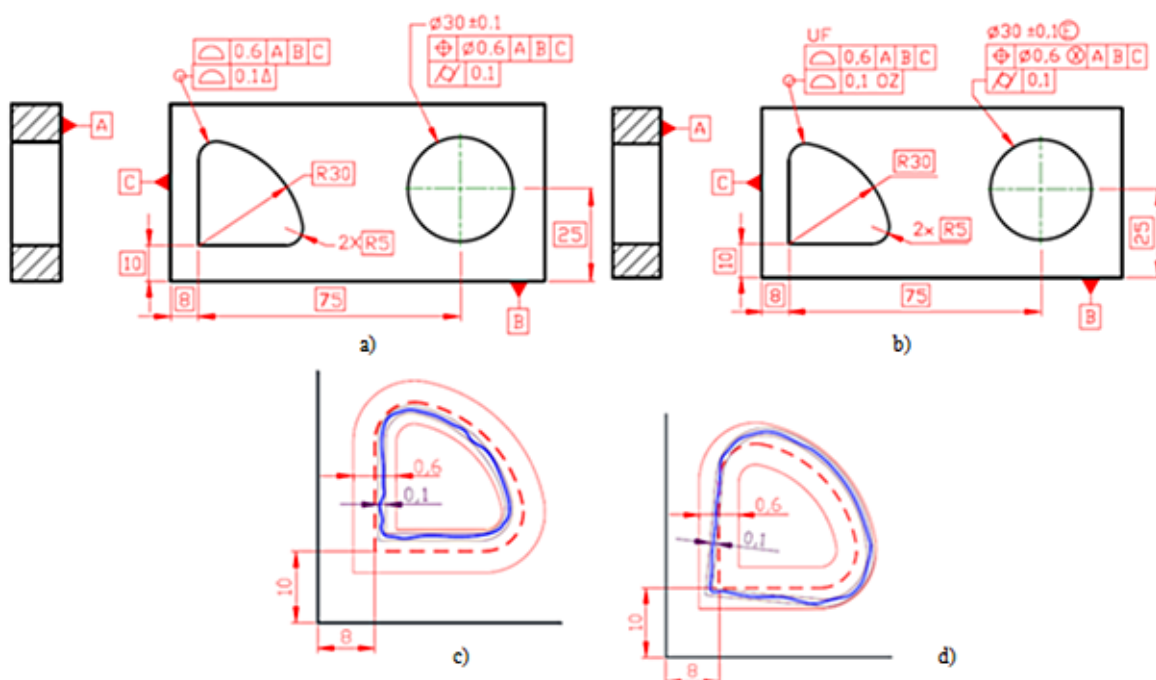 ⌓ 0.6 A B C
⌓ 0.1Δ
ø30 ±0.1
⌖ ø0.6 A B C
⌭ 0.1
A
C
R30
2x R5
10
8
75
25
B
a)
UF
⌓ 0,6 A B C
⌓ 0,1 OZ
ø30 ±0,1Ⓔ
⌖ ø0,6 Ⓧ A B C
⌭ 0,1
A
C
R30
2x R5
10
8
75
25
B
b)
0,6
0,1
10
8
c)
0,6
0,1
10
8
d)